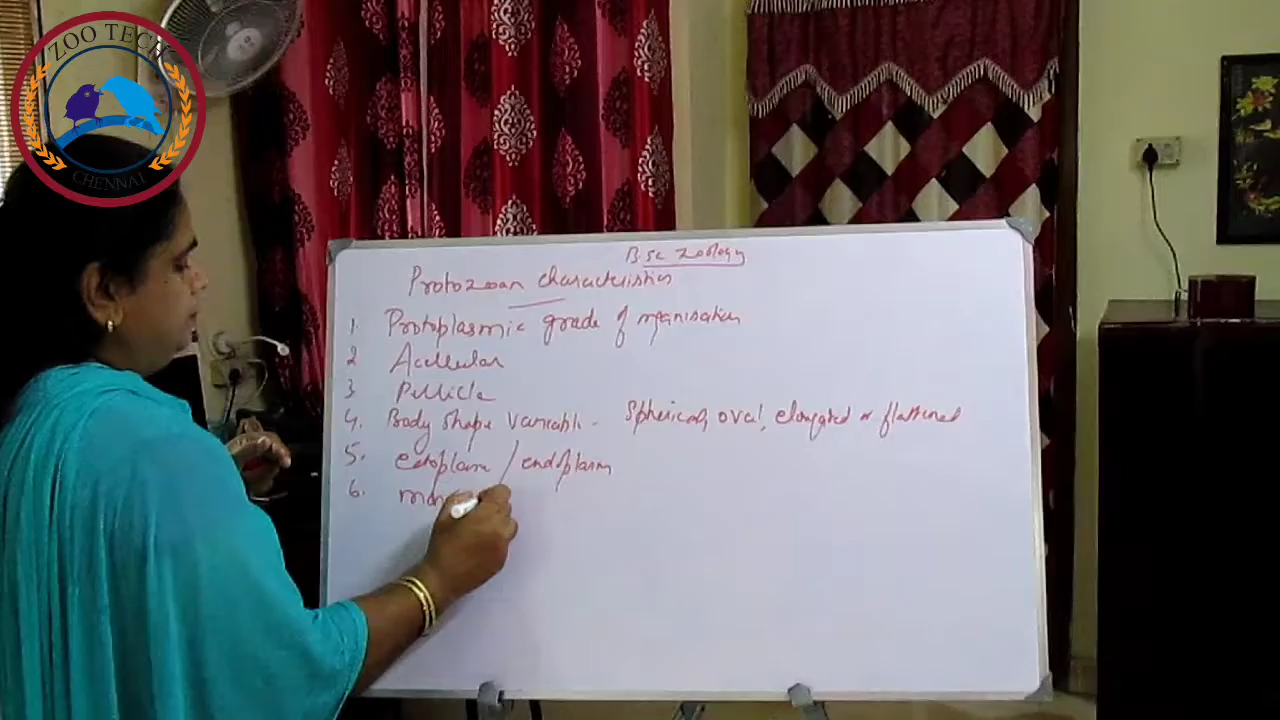 ZOO TECH
CHENNAI
B.Sc Zoology
Protozoan characteristics
1. Protoplasmic grade of organisation
2 Acellular
3 Pellicle
4. Body shape variable - Spherical, oval, elongated or flattened
5. ectoplasm / endoplasm
6.